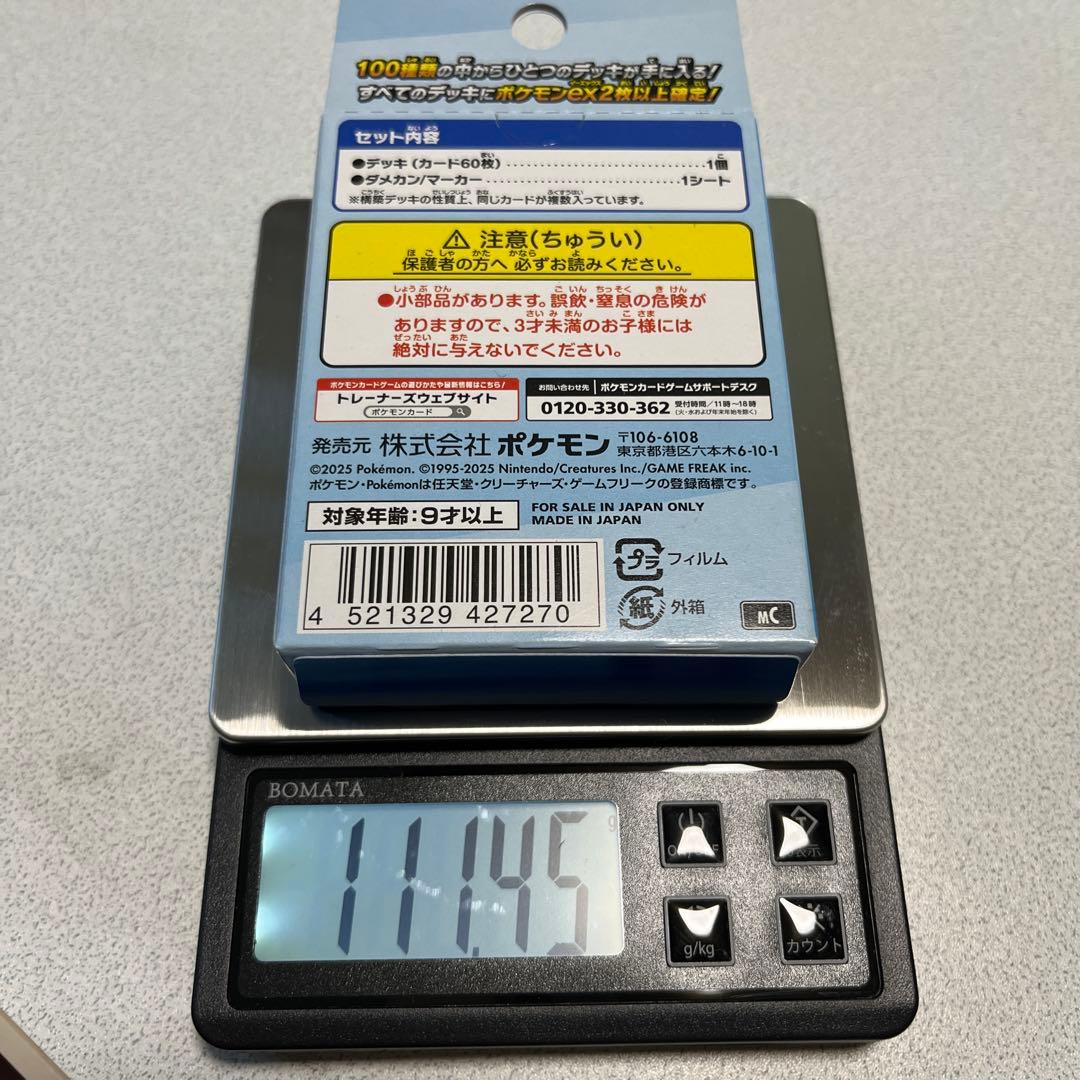 100種類の中からひとつのデッキが手に入る!
すべてのデッキにポケモンex2枚以上確定!
セット内容
●デッキ(カード60枚)……1個
●ダメカン/マーカー……1シート
※構築デッキの性質上、同じカードが複数入っています。
⚠ 注意(ちゅうい)
保護者の方へ 必ずお読みください。
●小部品があります。誤飲・窒息の危険が
ありますので、3才未満のお子様には
絶対に与えないでください。
ポケモンカードゲームの遊びかたや最新情報はこちら!
トレーナーズウェブサイト
ポケモンカード
お問い合わせ先 ポケモンカードゲームサポートデスク
0120-330-362 受付時間/11時~18時
(火・水および年末年始を除く)
発売元 株式会社 ポケモン 〒106-6108
東京都港区六本木6-10-1
©2025 Pokémon. ©1995-2025 Nintendo/Creatures Inc./GAME FREAK inc.
ポケモン・Pokémonは任天堂・クリーチャーズ・ゲームフリークの登録商標です。
対象年齢:9才以上
FOR SALE IN JAPAN ONLY
MADE IN JAPAN
4 521329 427270
プラ フィルム
紙 外箱
MC
BOMATA
111.45 g
g/kg
カウント